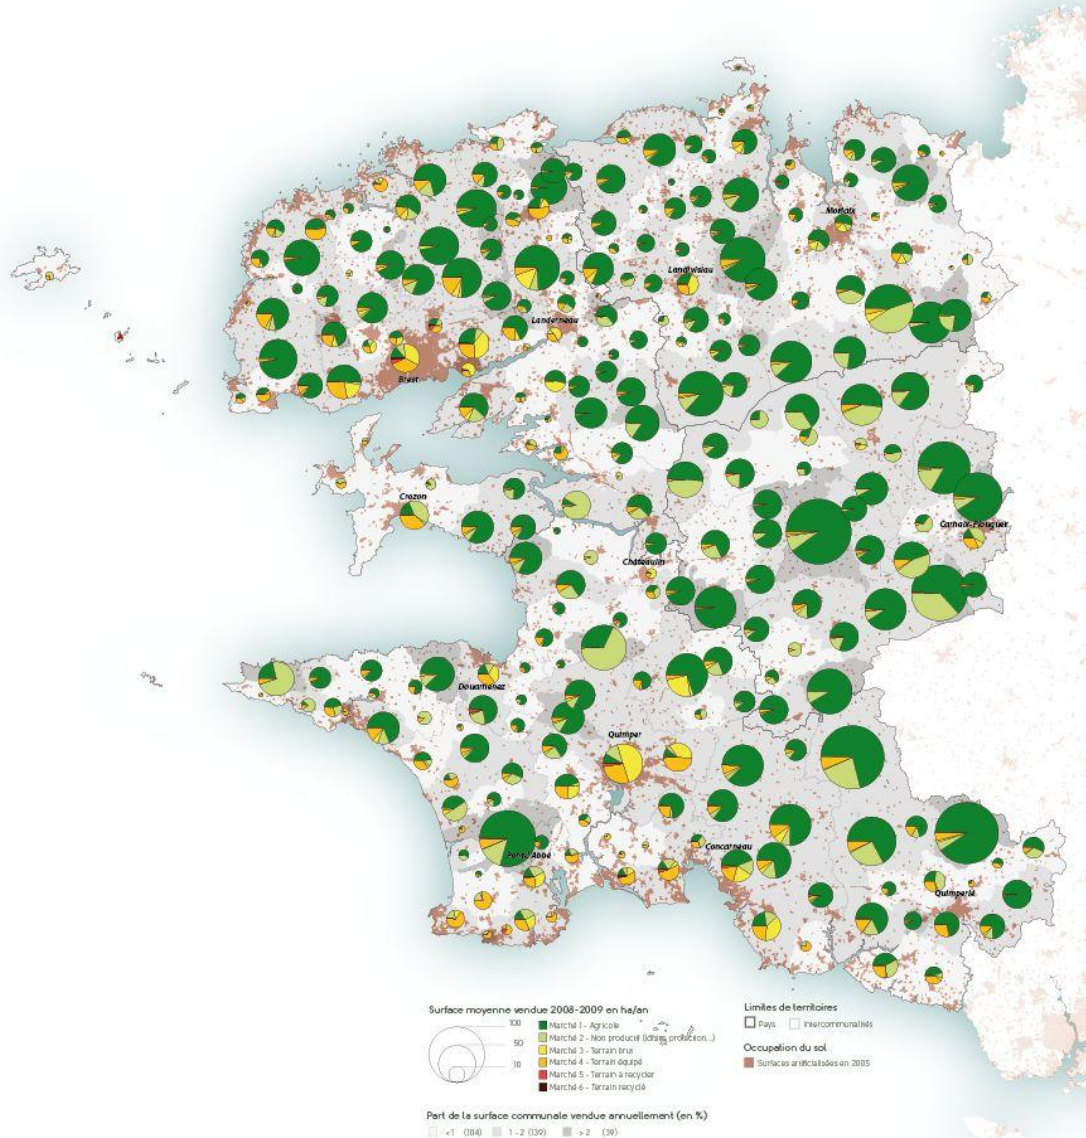 Morlaix
Landivisiau
Landerneau
Brest
Crozon
Carhaix-Plouguer
Châteaulin
Douarnenez
Quimper
Concarneau
Pont-l'Abbé
Quimperlé
Surface moyenne vendue 2008-2009 en ha/an
100
50
10
Marché 1 - Agricole
Marché 2 - Non productif (loisirs, protection...)
Marché 3 - Terrain brut
Marché 4 - Terrain équipé
Marché 5 - Terrain à recycler
Marché 6 - Terrain recyclé
Limites de territoires
Pays
Intercommunalités
Occupation du sol
Surfaces artificialisées en 2005
Part de la surface communale vendue annuellement (en %)
<1 (184)
1 - 2 (139)
> 2 (39)